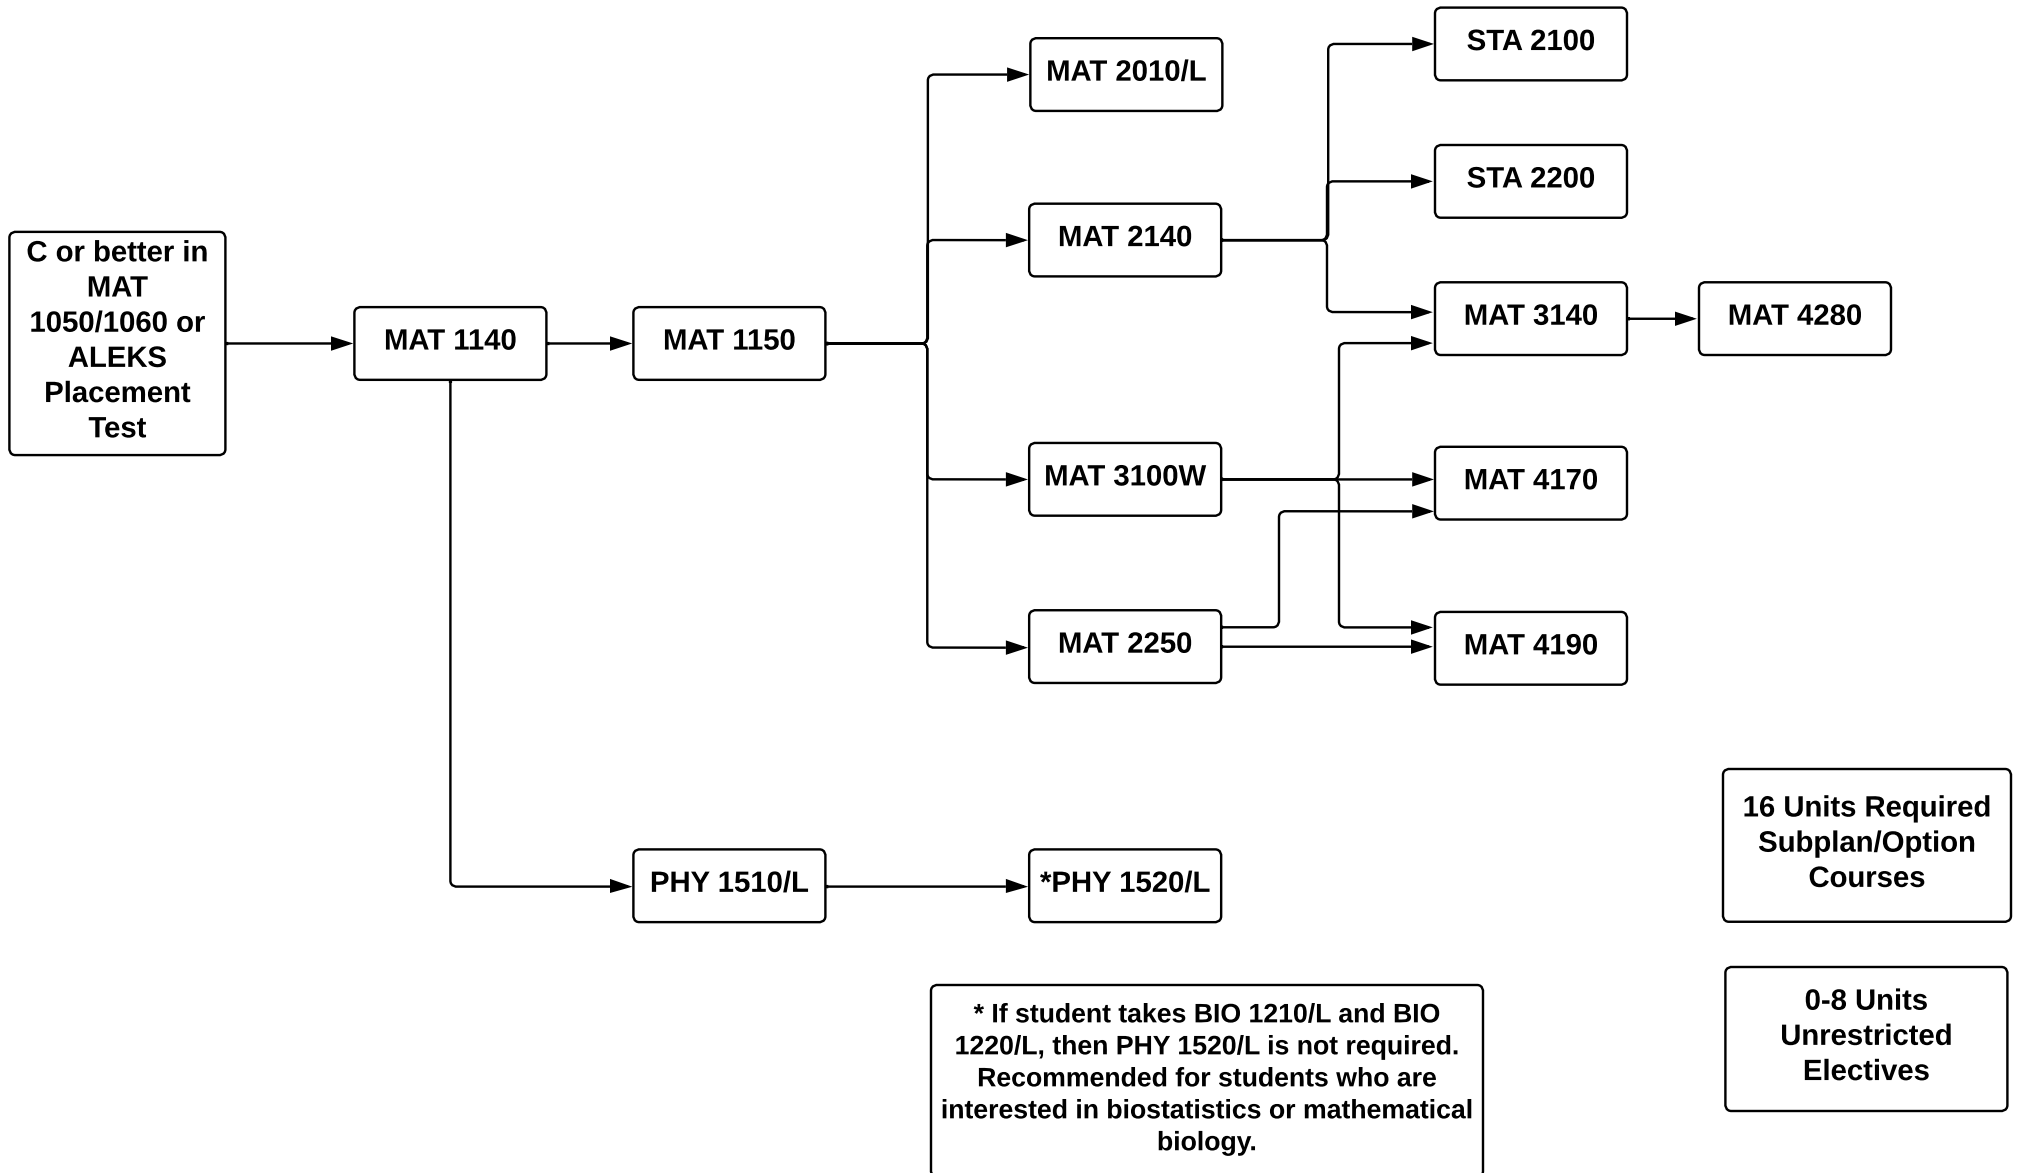 STA 2100
MAT 2010/L
STA 2200
MAT 2140
C or better in
MAT
1050/1060 or
ALEKS
Placement
Test
MAT 1140
MAT 1150
MAT 3140
MAT 4280
MAT 3100W
MAT 4170
MAT 2250
MAT 4190
16 Units Required
Subplan/Option
Courses
PHY 1510/L
*PHY 1520/L
0-8 Units
Unrestricted
Electives
* If student takes BIO 1210/L and BIO
1220/L, then PHY 1520/L is not required.
Recommended for students who are
interested in biostatistics or mathematical
biology.